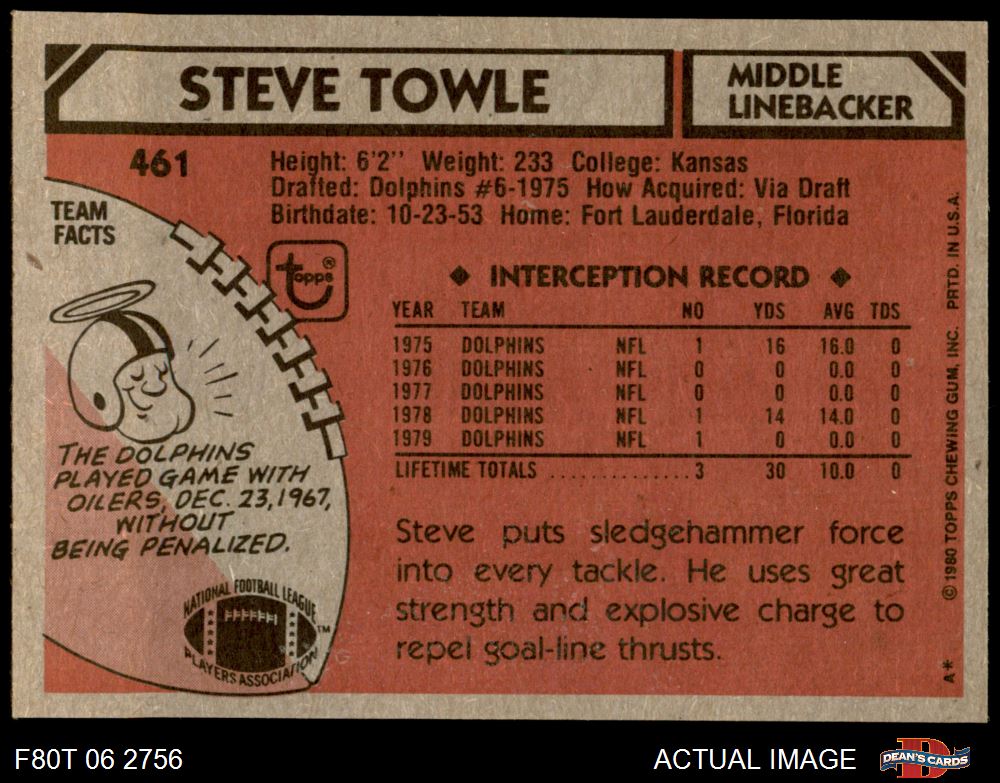 STEVE TOWLE
MIDDLE
LINEBACKER
461
Height: 6'2" Weight: 233 College: Kansas
Drafted: Dolphins #6-1975 How Acquired: Via Draft
Birthdate: 10-23-53 Home: Fort Lauderdale, Florida
TEAM
FACTS
topps®
◆ INTERCEPTION RECORD ◆
YEAR TEAM NO YDS AVG TDS
1975 DOLPHINS NFL 1 16 16.0 0
1976 DOLPHINS NFL 0 0 0.0 0
1977 DOLPHINS NFL 0 0 0.0 0
1978 DOLPHINS NFL 1 14 14.0 0
1979 DOLPHINS NFL 1 0 0.0 0
LIFETIME TOTALS .............. 3 30 10.0 0
THE DOLPHINS
PLAYED GAME WITH
OILERS, DEC. 23, 1967,
WITHOUT
BEING PENALIZED.
Steve puts sledgehammer force
into every tackle. He uses great
strength and explosive charge to
repel goal-line thrusts.
NATIONAL FOOTBALL LEAGUE
PLAYERS ASSOCIATION
TM
A* © 1980 TOPPS CHEWING GUM, INC. PRTD. IN U.S.A.
F80T 06 2756
ACTUAL IMAGE
DEAN'S CARDS